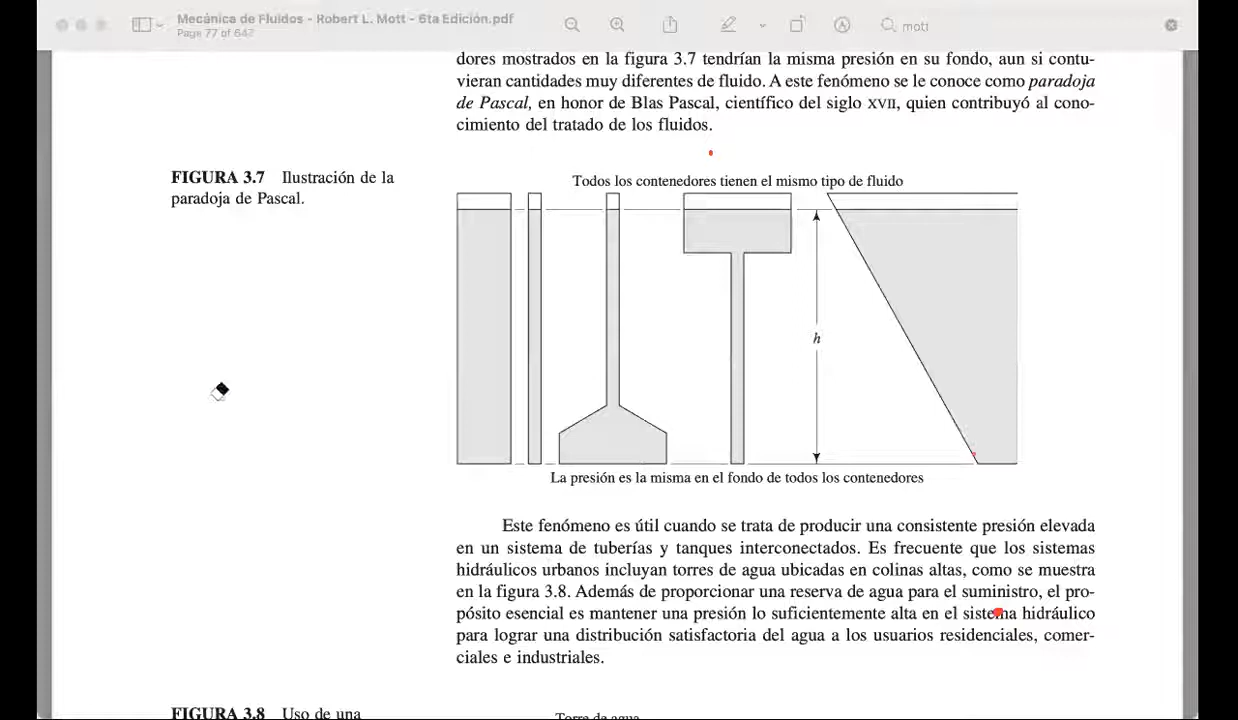 Mecánica de Fluidos - Robert L. Mott - 6ta Edición.pdf
Page 77 of 647
mott
dores mostrados en la figura 3.7 tendrían la misma presión en su fondo, aun si contu-
vieran cantidades muy diferentes de fluido. A este fenómeno se le conoce como paradoja
de Pascal, en honor de Blas Pascal, científico del siglo XVII, quien contribuyó al cono-
cimiento del tratado de los fluidos.
FIGURA 3.7 Ilustración de la
paradoja de Pascal.
Todos los contenedores tienen el mismo tipo de fluido
h
La presión es la misma en el fondo de todos los contenedores
Este fenómeno es útil cuando se trata de producir una consistente presión elevada
en un sistema de tuberías y tanques interconectados. Es frecuente que los sistemas
hidráulicos urbanos incluyan torres de agua ubicadas en colinas altas, como se muestra
en la figura 3.8. Además de proporcionar una reserva de agua para el suministro, el pro-
pósito esencial es mantener una presión lo suficientemente alta en el sistema hidráulico
para lograr una distribución satisfactoria del agua a los usuarios residenciales, comer-
ciales e industriales.
FIGURA 3.8 Uso de una
Torre de agua